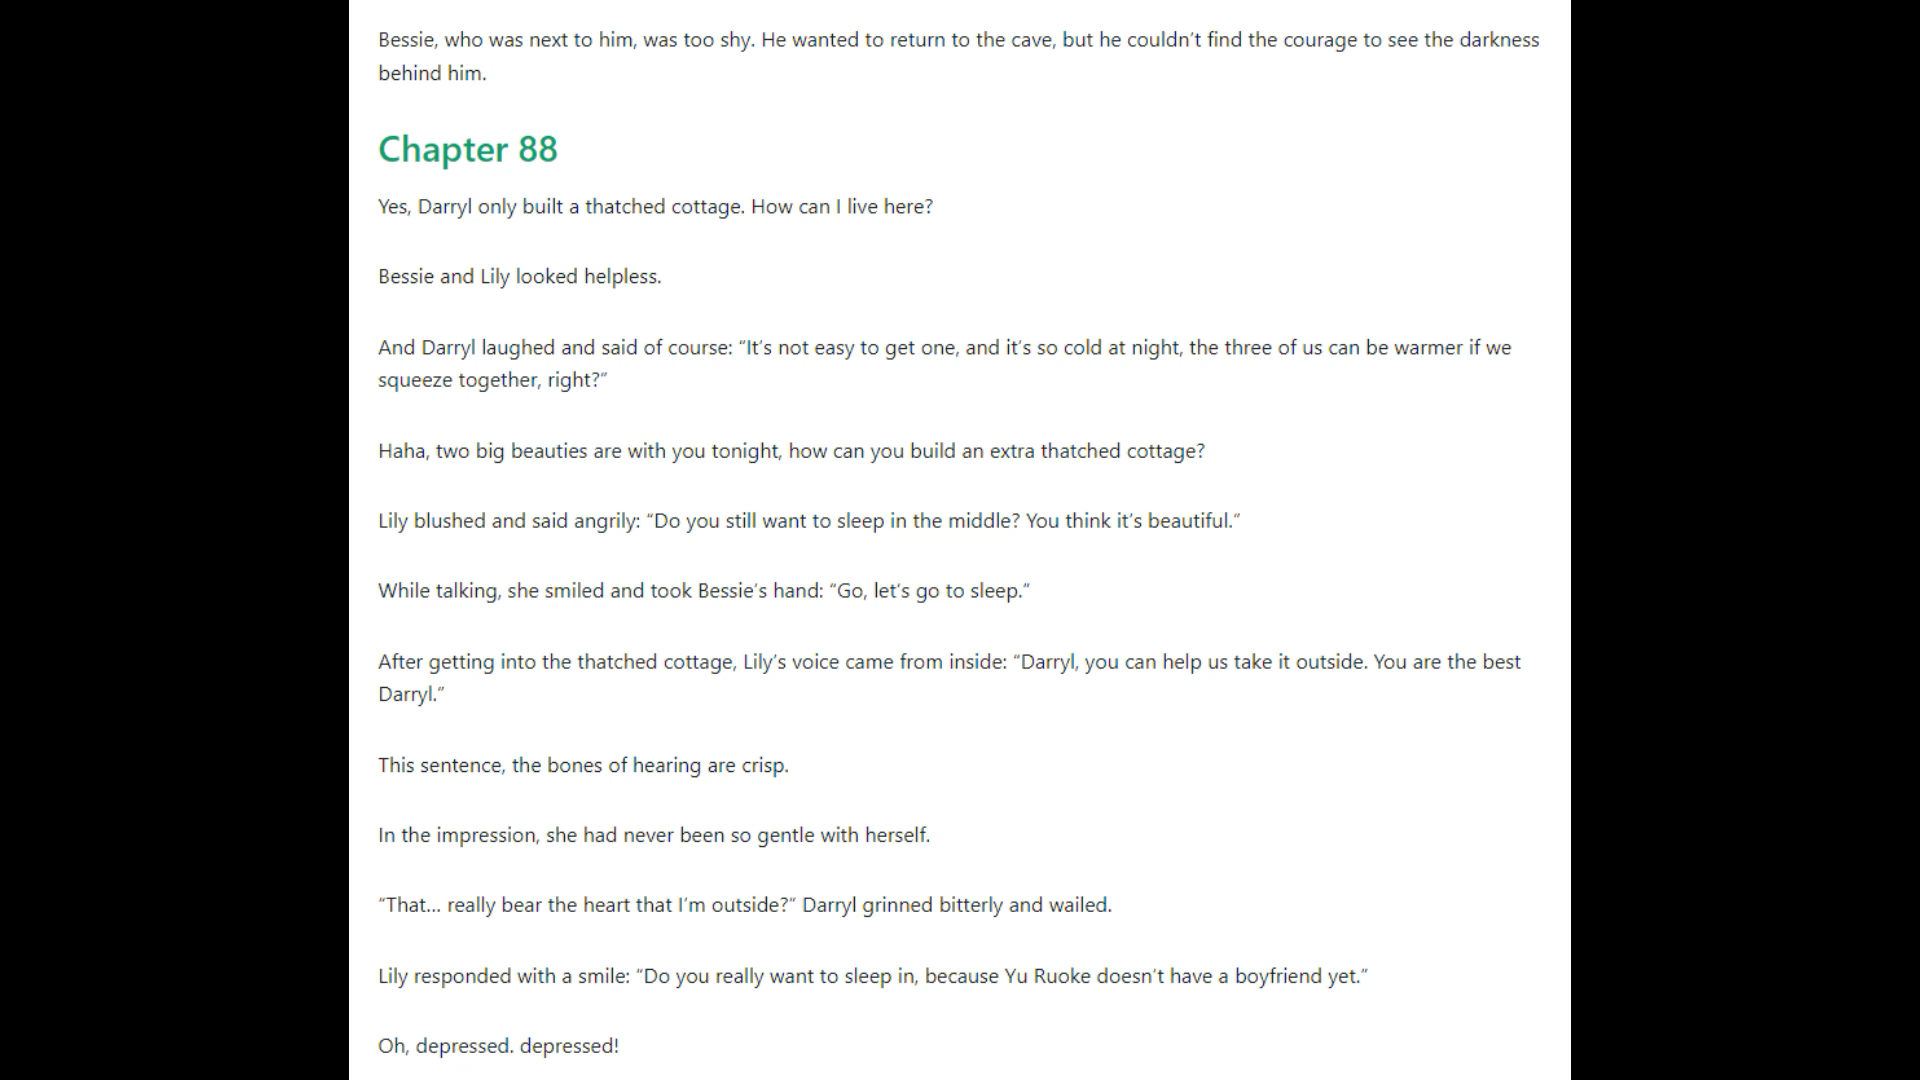 Bessie, who was next to him, was too shy. He wanted to return to the cave, but he couldn’t find the courage to see the darkness
behind him.
Chapter 88
Yes, Darryl only built a thatched cottage. How can I live here?
Bessie and Lily looked helpless.
And Darryl laughed and said of course: “It’s not easy to get one, and it’s so cold at night, the three of us can be warmer if we
squeeze together, right?”
Haha, two big beauties are with you tonight, how can you build an extra thatched cottage?
Lily blushed and said angrily: “Do you still want to sleep in the middle? You think it’s beautiful.”
While talking, she smiled and took Bessie’s hand: “Go, let’s go to sleep.”
After getting into the thatched cottage, Lily’s voice came from inside: “Darryl, you can help us take it outside. You are the best
Darryl.”
This sentence, the bones of hearing are crisp.
In the impression, she had never been so gentle with herself.
“That… really bear the heart that I’m outside?” Darryl grinned bitterly and wailed.
Lily responded with a smile: “Do you really want to sleep in, because Yu Ruoke doesn’t have a boyfriend yet.”
Oh, depressed. depressed!